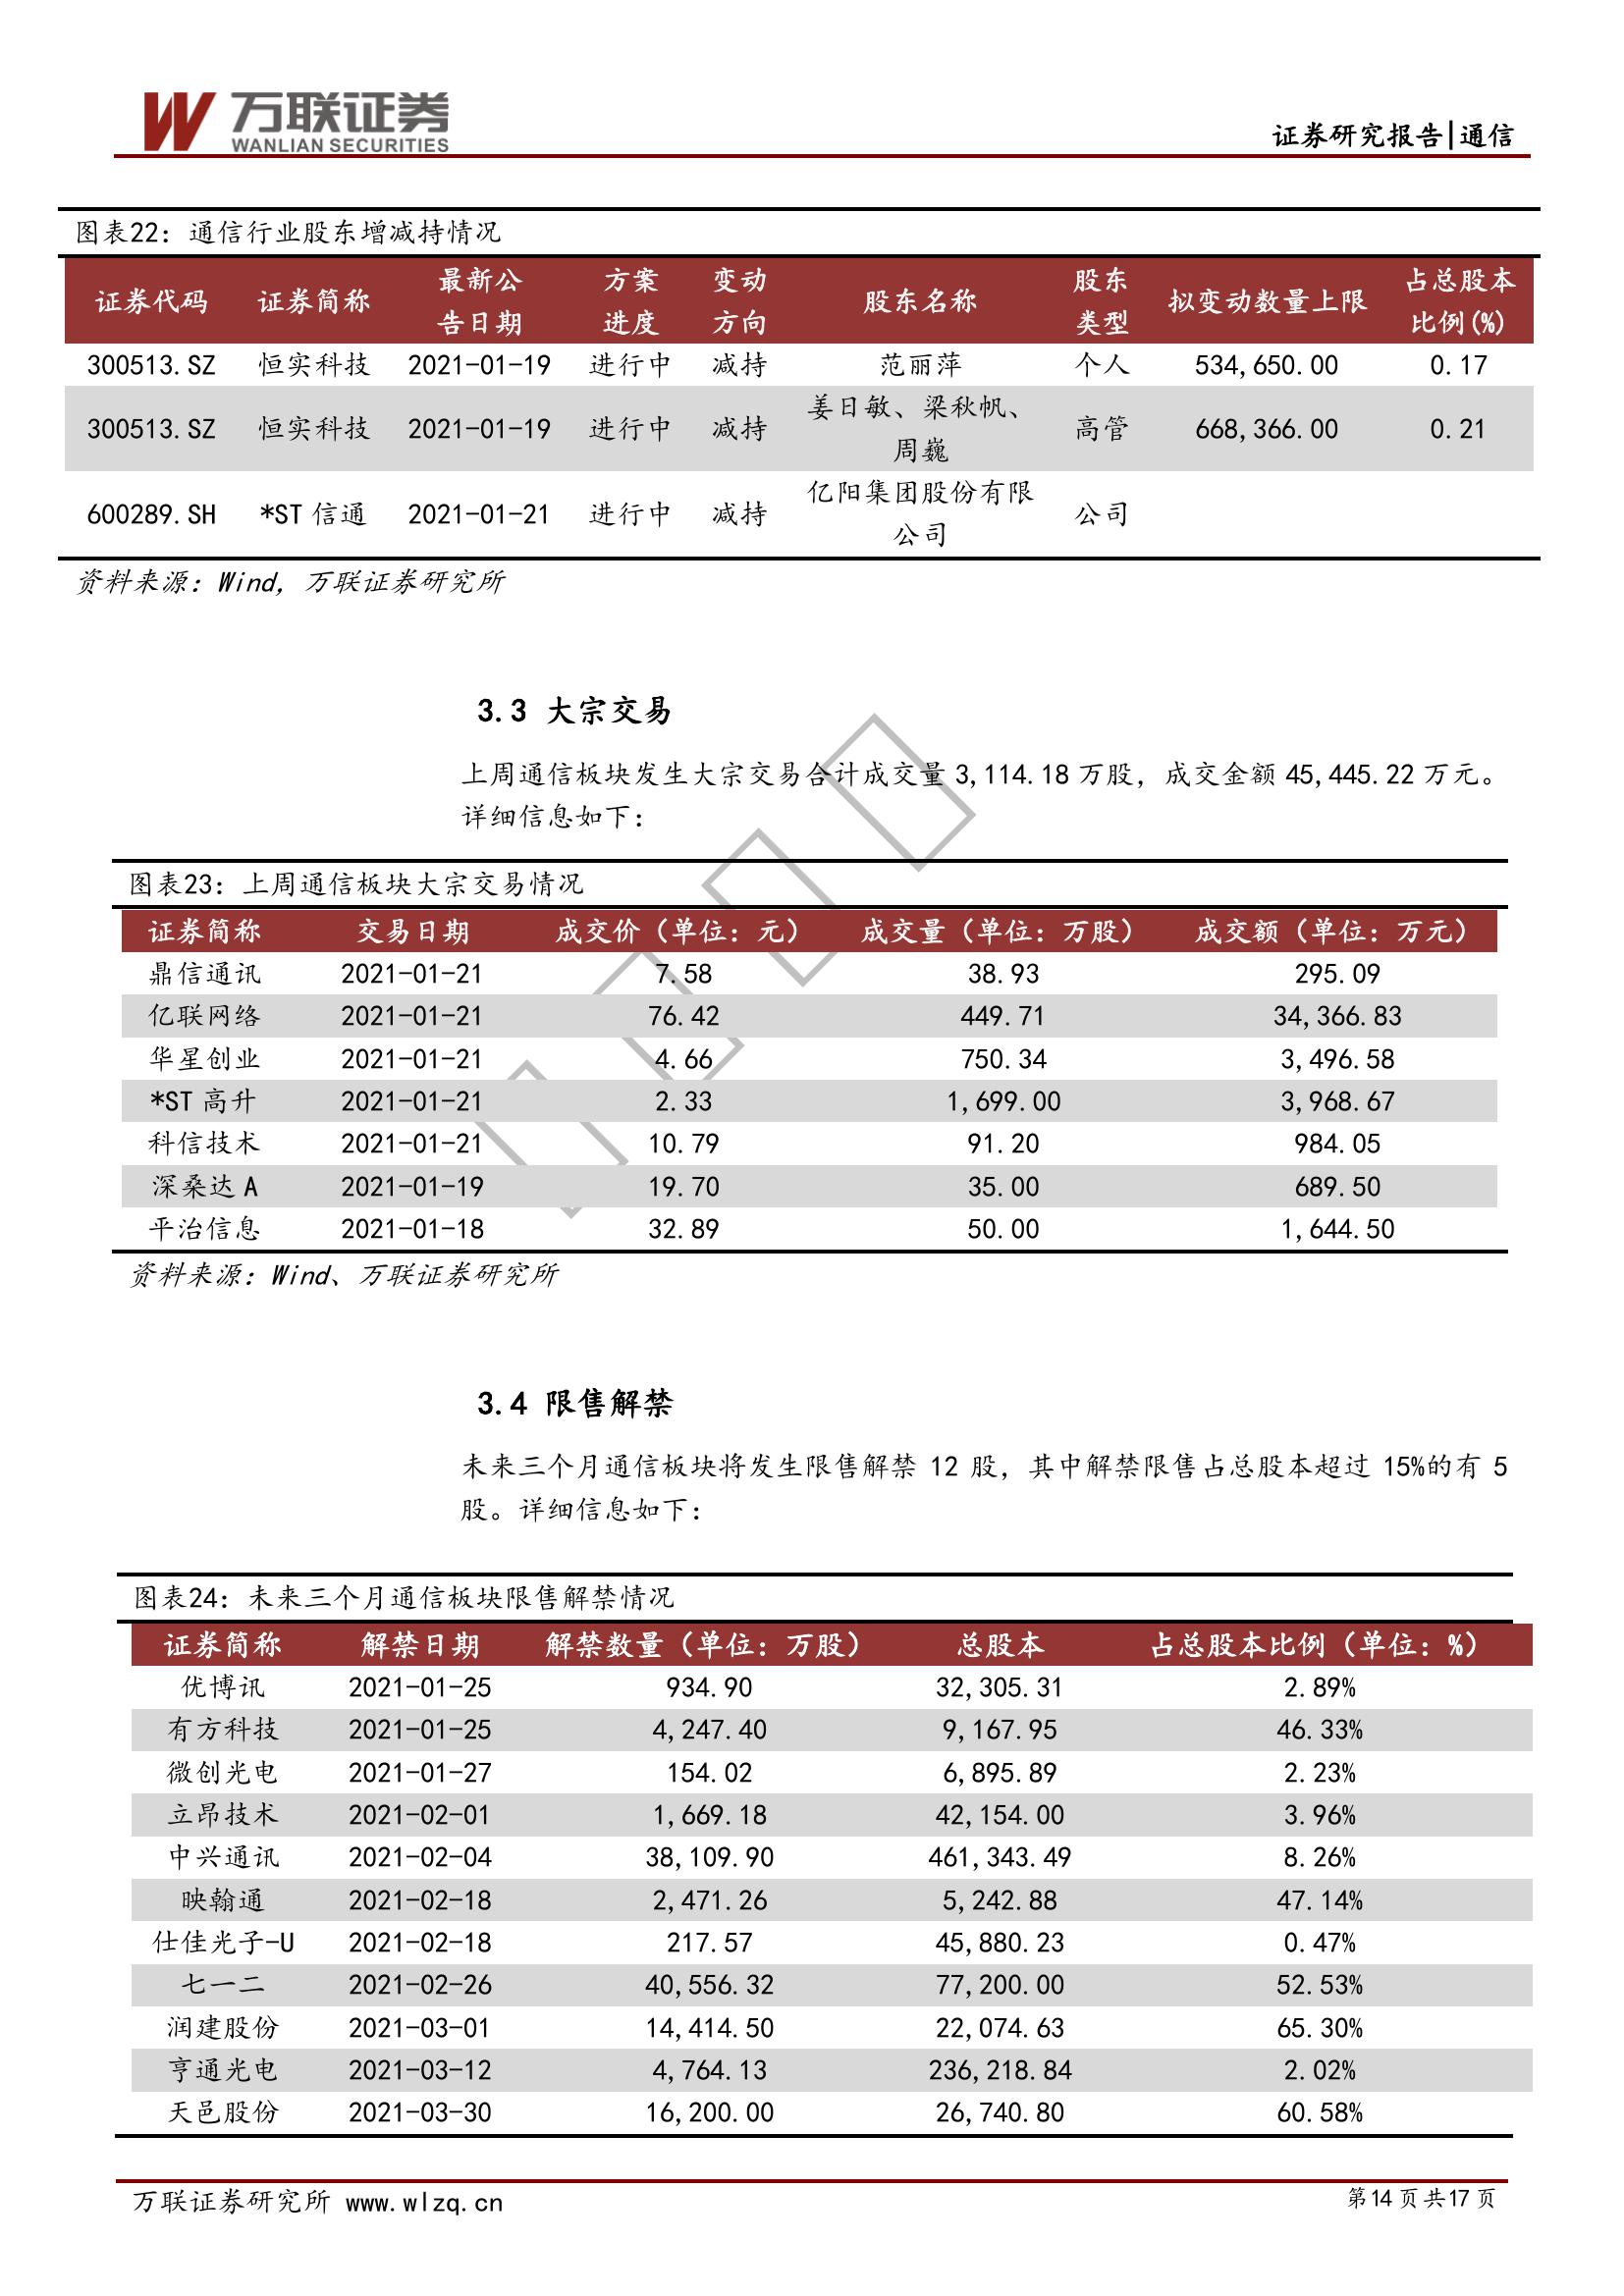 万联证券
WANLIAN SECURITIES
证券研究报告|通信
图表22：通信行业股东增减持情况
证券代码 证券简称 最新公告日期 方案进度 变动方向 股东名称 股东类型 拟变动数量上限 占总股本比例(%)
300513.SZ 恒实科技 2021-01-19 进行中 减持 范丽萍 个人 534,650.00 0.17
300513.SZ 恒实科技 2021-01-19 进行中 减持 姜日敏、梁秋帆、周巍 高管 668,366.00 0.21
600289.SH *ST信通 2021-01-21 进行中 减持 亿阳集团股份有限公司 公司
资料来源：Wind，万联证券研究所
3.3 大宗交易
上周通信板块发生大宗交易合计成交量 3,114.18 万股，成交金额 45,445.22 万元。
详细信息如下：
图表23：上周通信板块大宗交易情况
证券简称 交易日期 成交价（单位：元） 成交量（单位：万股） 成交额（单位：万元）
鼎信通讯 2021-01-21 7.58 38.93 295.09
亿联网络 2021-01-21 76.42 449.71 34,366.83
华星创业 2021-01-21 4.66 750.34 3,496.58
*ST高升 2021-01-21 2.33 1,699.00 3,968.67
科信技术 2021-01-21 10.79 91.20 984.05
深桑达A 2021-01-19 19.70 35.00 689.50
平治信息 2021-01-18 32.89 50.00 1,644.50
资料来源：Wind、万联证券研究所
3.4 限售解禁
未来三个月通信板块将发生限售解禁 12 股，其中解禁限售占总股本超过 15%的有 5
股。详细信息如下：
图表24：未来三个月通信板块限售解禁情况
证券简称 解禁日期 解禁数量（单位：万股） 总股本 占总股本比例（单位：%）
优博讯 2021-01-25 934.90 32,305.31 2.89%
有方科技 2021-01-25 4,247.40 9,167.95 46.33%
微创光电 2021-01-27 154.02 6,895.89 2.23%
立昂技术 2021-02-01 1,669.18 42,154.00 3.96%
中兴通讯 2021-02-04 38,109.90 461,343.49 8.26%
映翰通 2021-02-18 2,471.26 5,242.88 47.14%
仕佳光子-U 2021-02-18 217.57 45,880.23 0.47%
七一二 2021-02-26 40,556.32 77,200.00 52.53%
润建股份 2021-03-01 14,414.50 22,074.63 65.30%
亨通光电 2021-03-12 4,764.13 236,218.84 2.02%
天邑股份 2021-03-30 16,200.00 26,740.80 60.58%
万联证券研究所 www.wlzq.cn
第14页共17页